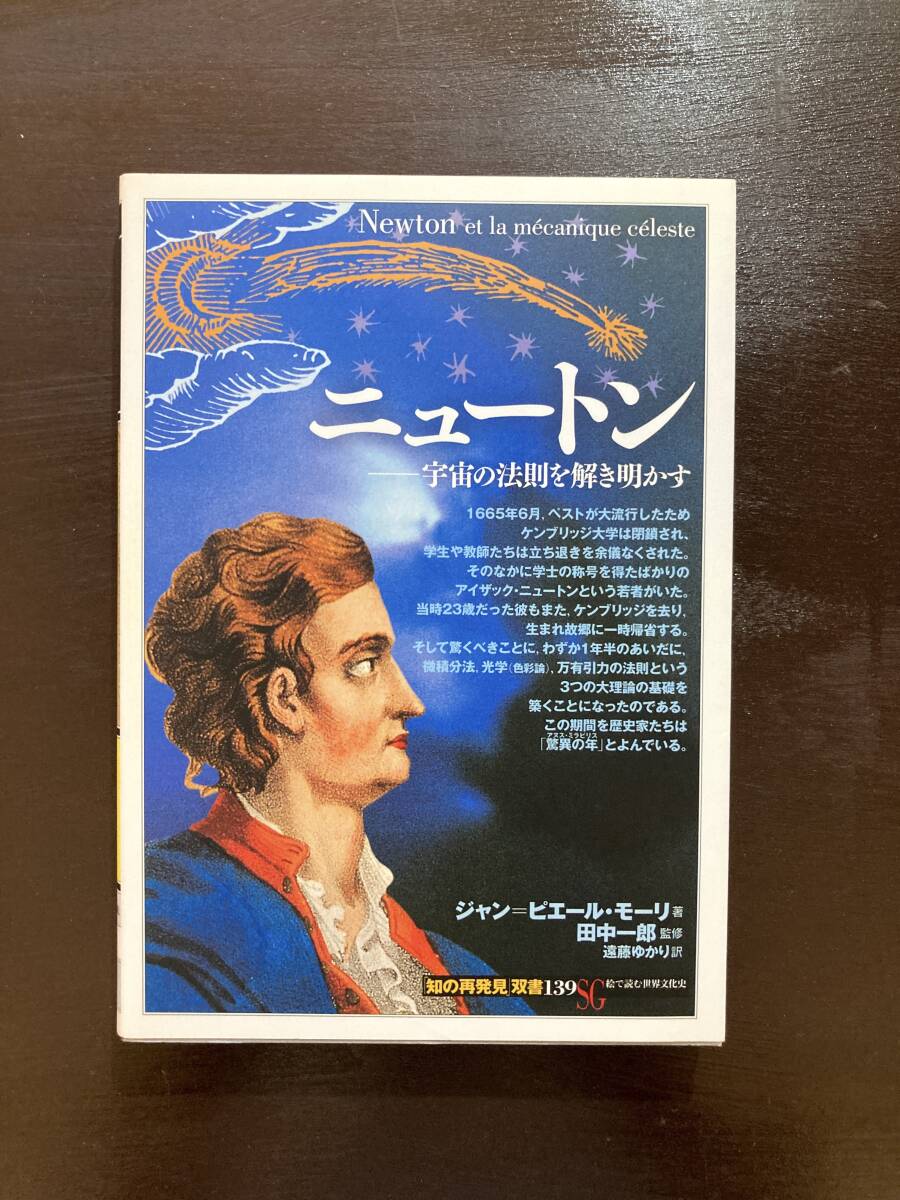 Newton et la mécanique céleste
ニュートン
──宇宙の法則を解き明かす
1665年6月，ペストが大流行したため
ケンブリッジ大学は閉鎖され、
学生や教師たちは立ち退きを余儀なくされた。
そのなかに学士の称号を得たばかりの
アイザック・ニュートンという若者がいた。
当時23歳だった彼もまた，ケンブリッジを去り，
生まれ故郷に一時帰省する。
そして驚くべきことに，わずか1年半のあいだに，
微積分法，光学（色彩論），万有引力の法則という
3つの大理論の基礎を
築くことになったのである。
この期間を歴史家たちは
アヌス・ミラビリス
「驚異の年」とよんでいる。
ジャン＝ピエール・モーリ 著
田中一郎 監修
遠藤ゆかり 訳
「知の再発見」双書139 SG 絵で読む世界文化史